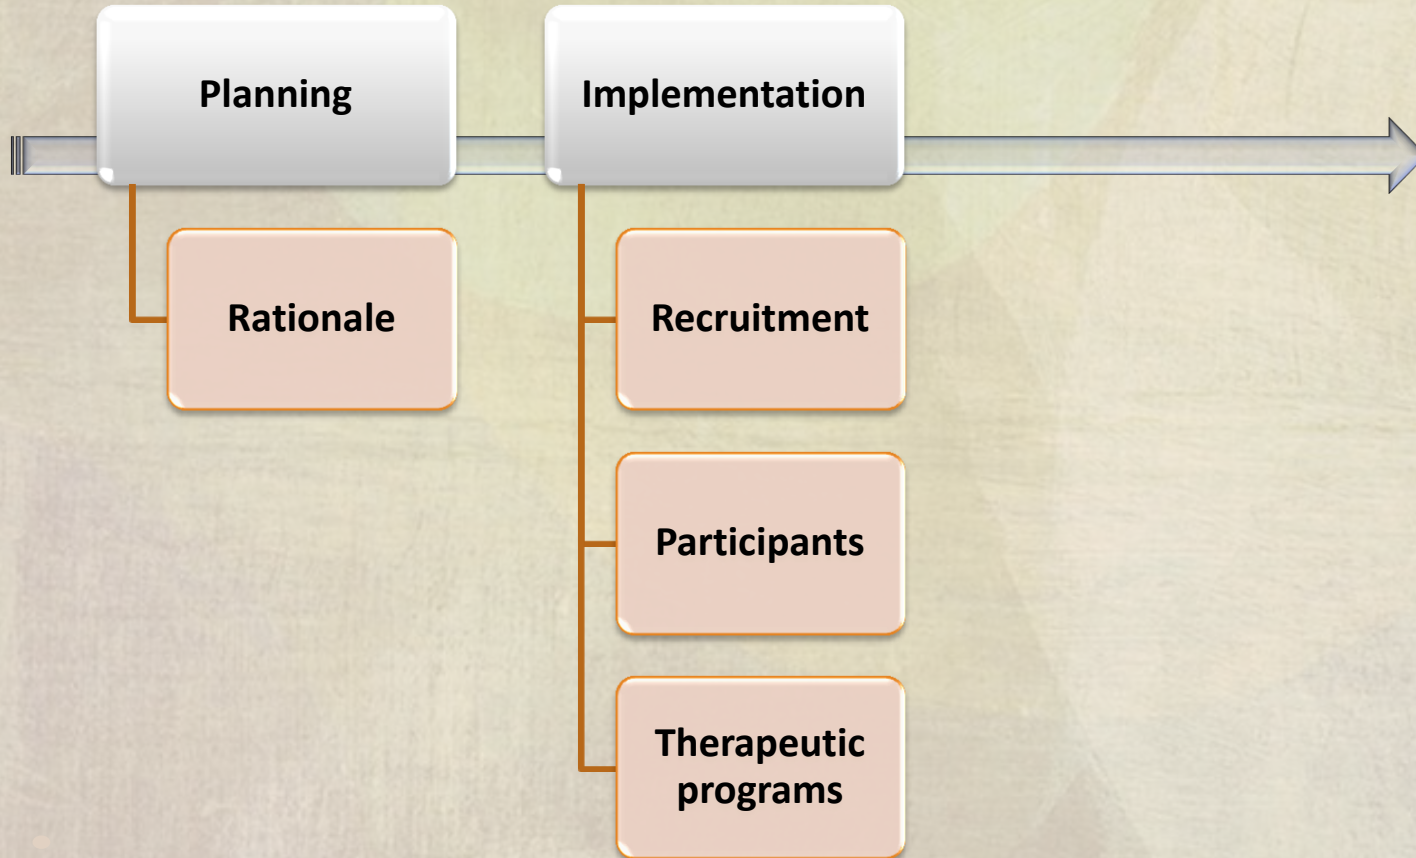 Planning
Implementation
Rationale
Recruitment
Participants
Therapeutic
programs